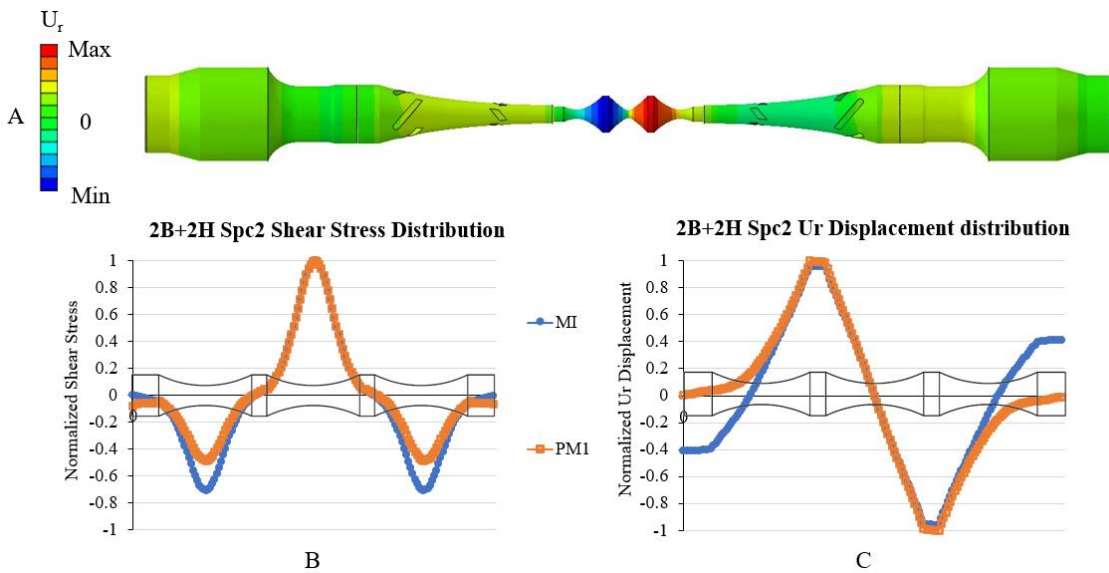 U_r
Max
A
0
Min
2B+2H Spc2 Shear Stress Distribution
Normalized Shear Stress
1
0.8
0.6
0.4
0.2
0
-0.2
-0.4
-0.6
-0.8
-1
0
MI
PM1
B
2B+2H Spc2 Ur Displacement distribution
Normalized Ur Displacement
1
0.8
0.6
0.4
0.2
0
-0.2
-0.4
-0.6
-0.8
-1
0
C